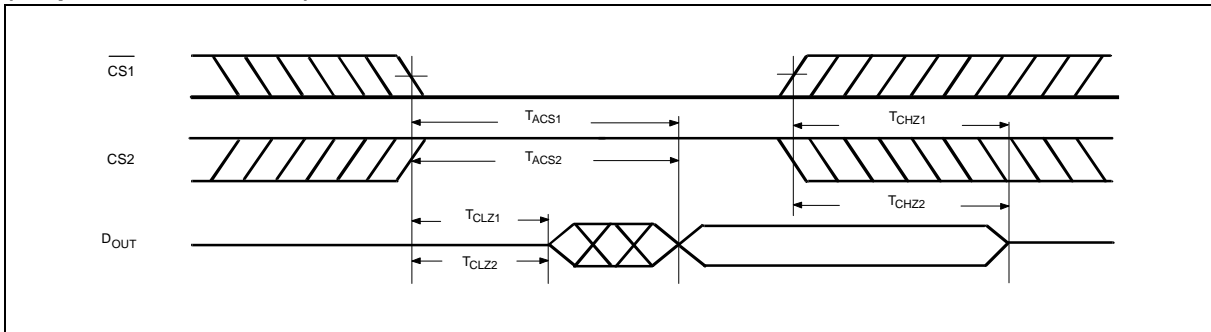 CS1
TACS1
TCHZ1
CS2
TACS2
TCHZ2
TCLZ1
DOUT
TCLZ2